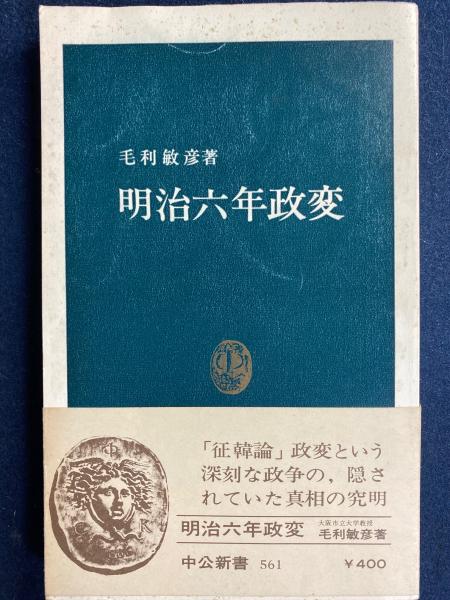 毛利敏彦著
明治六年政変
「征韓論」政変という
深刻な政争の，隠さ
れていた真相の究明
明治六年政変 大阪市立大学教授 毛利敏彦著
中公新書 561 ￥400